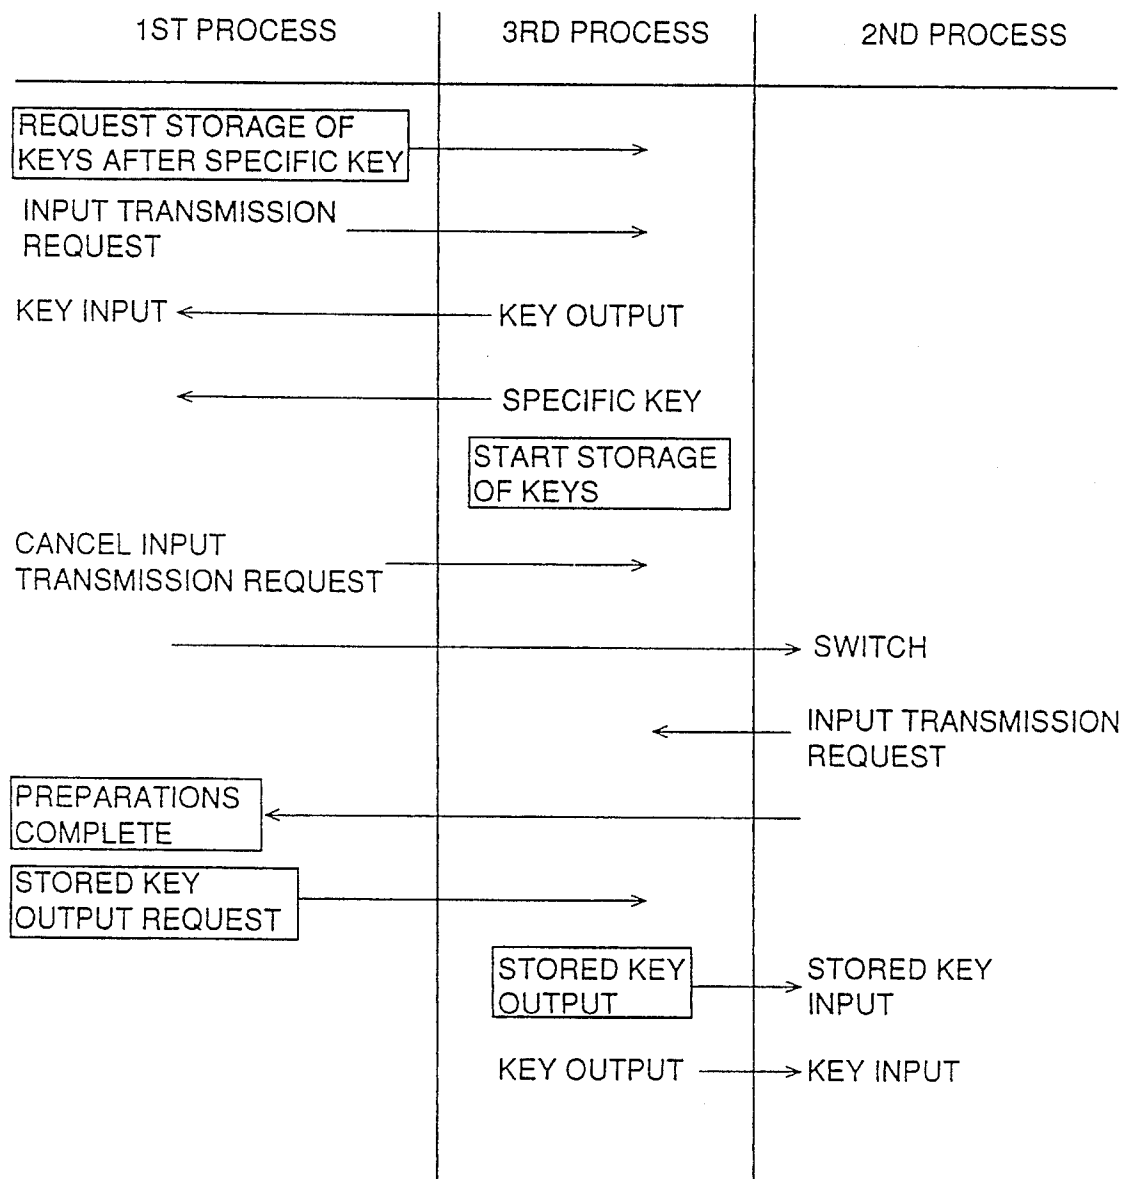 1ST PROCESS
3RD PROCESS
2ND PROCESS
REQUEST STORAGE OF
KEYS AFTER SPECIFIC KEY
INPUT TRANSMISSION
REQUEST
KEY INPUT
KEY OUTPUT
SPECIFIC KEY
START STORAGE
OF KEYS
CANCEL INPUT
TRANSMISSION REQUEST
SWITCH
INPUT TRANSMISSION
REQUEST
PREPARATIONS
COMPLETE
STORED KEY
OUTPUT REQUEST
STORED KEY
OUTPUT
STORED KEY
INPUT
KEY OUTPUT
KEY INPUT